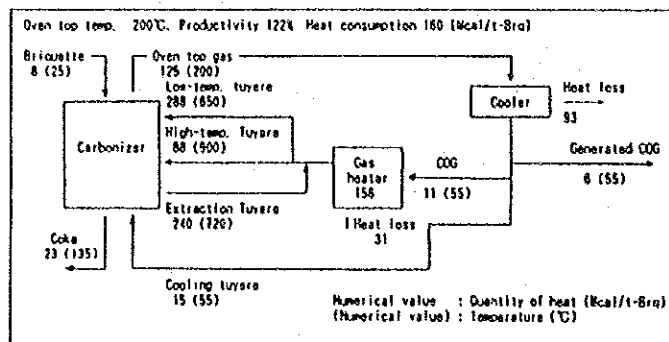 Oven top temp. 200℃, Productivity 122% Heat consumption 160 (Mcal/t-Brq)
Briquette
8 (25)
Oven top gas
125 (200)
Low-temp. tuyere
288 (650)
High-temp. Tuyere
88 (900)
Carbonizer
Extraction Tuyere
240 (720)
Coke
23 (135)
Cooling tuyere
15 (55)
Gas
heater
156
Heat loss
31
COG
11 (55)
Cooler
Heat loss
93
Generated COG
6 (55)
Numerical value : Quantity of heat (Mcal/t-Brq)
(Numerical value) : Temperature (℃)